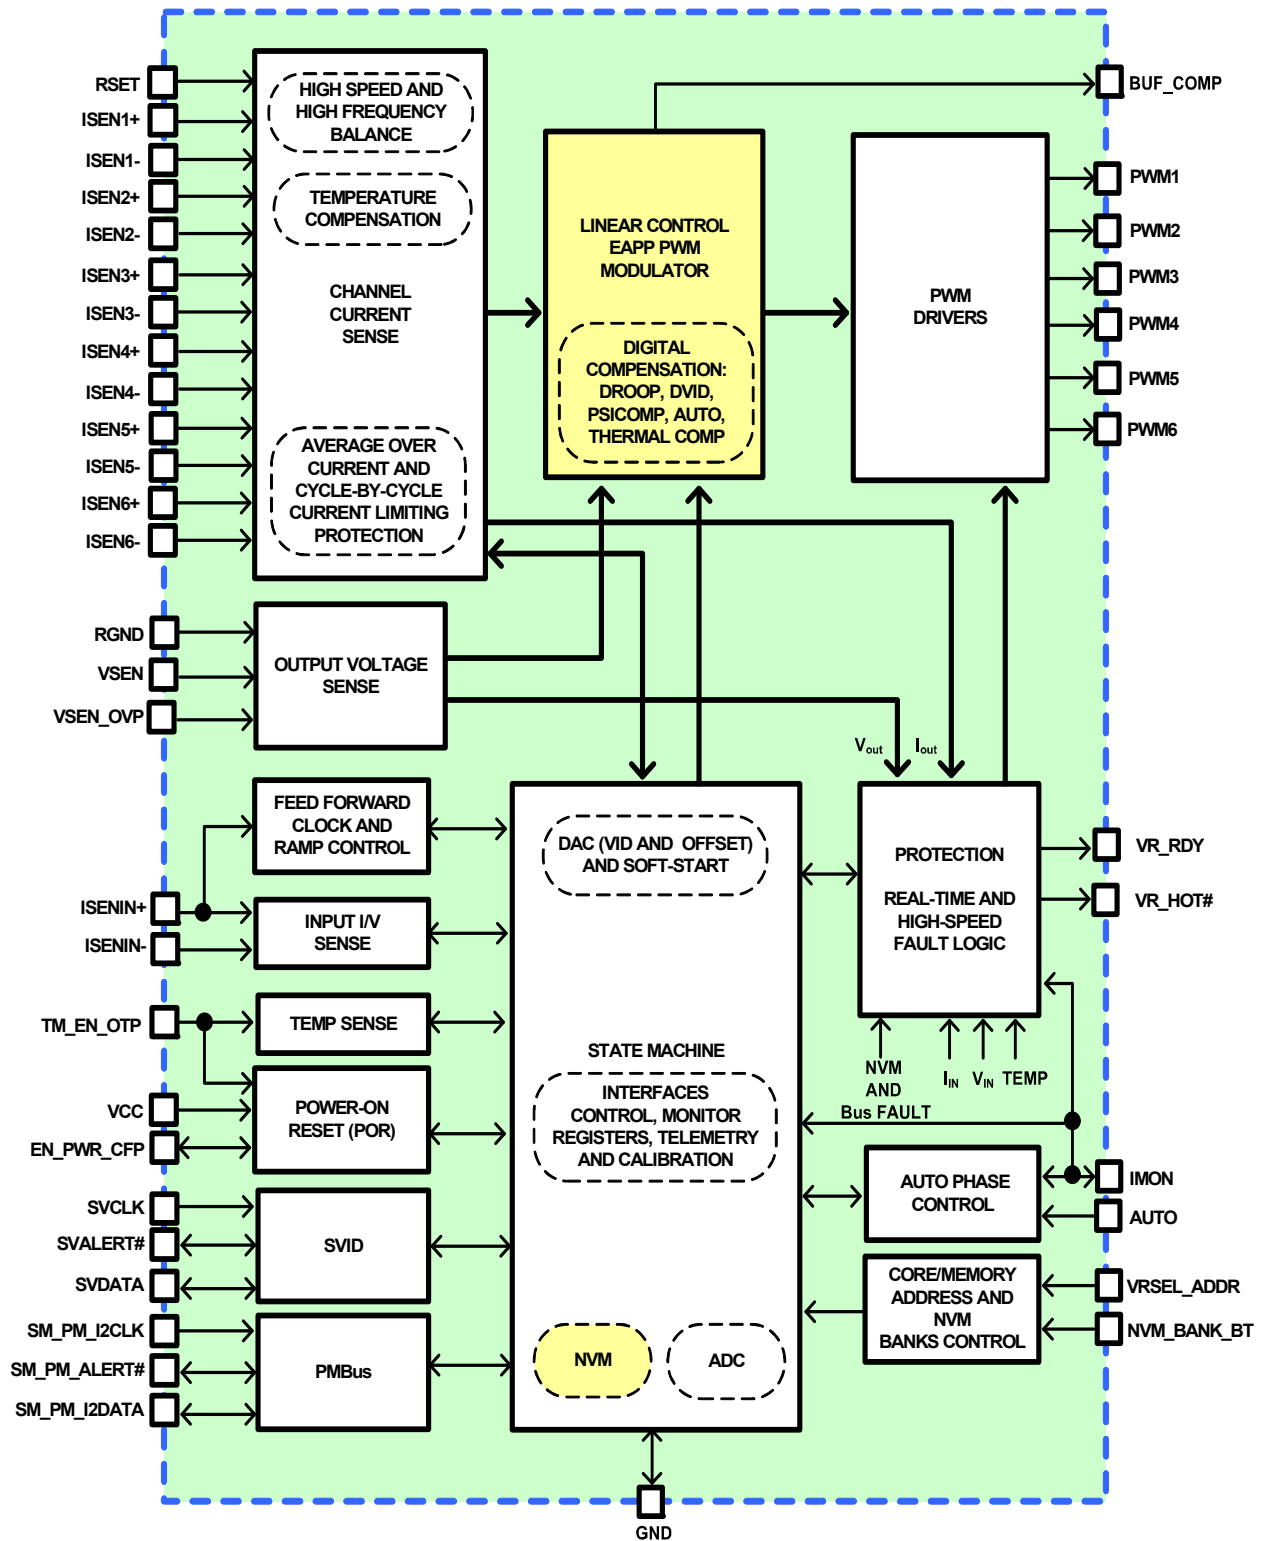 RSET
ISEN1+
ISEN1-
ISEN2+
ISEN2-
ISEN3+
ISEN3-
ISEN4+
ISEN4-
ISEN5+
ISEN5-
ISEN6+
ISEN6-
RGND
VSEN
VSEN_OVP
ISENIN+
ISENIN-
TM_EN_OTP
VCC
EN_PWR_CFP
SVCLK
SVALERT#
SVDATA
SM_PM_I2CLK
SM_PM_ALERT#
SM_PM_I2DATA
HIGH SPEED AND
HIGH FREQUENCY
BALANCE
TEMPERATURE
COMPENSATION
CHANNEL
CURRENT
SENSE
AVERAGE OVER
CURRENT AND
CYCLE-BY-CYCLE
CURRENT LIMITING
PROTECTION
OUTPUT VOLTAGE
SENSE
FEED FORWARD
CLOCK AND
RAMP CONTROL
INPUT I/V
SENSE
TEMP SENSE
POWER-ON
RESET (POR)
SVID
PMBus
LINEAR CONTROL
EAPP PWM
MODULATOR
DIGITAL
COMPENSATION:
DROOP, DVID,
PSICOMP, AUTO,
THERMAL COMP
DAC (VID AND OFFSET)
AND SOFT-START
STATE MACHINE
INTERFACES
CONTROL, MONITOR
REGISTERS, TELEMETRY
AND CALIBRATION
NVM
ADC
GND
PWM
DRIVERS
Vout
Iout
PROTECTION
REAL-TIME AND
HIGH-SPEED
FAULT LOGIC
NVM
AND
Bus FAULT
IIN
VIN
TEMP
AUTO PHASE
CONTROL
CORE/MEMORY
ADDRESS AND
NVM
BANKS CONTROL
BUF_COMP
PWM1
PWM2
PWM3
PWM4
PWM5
PWM6
VR_RDY
VR_HOT#
IMON
AUTO
VRSEL_ADDR
NVM_BANK_BT